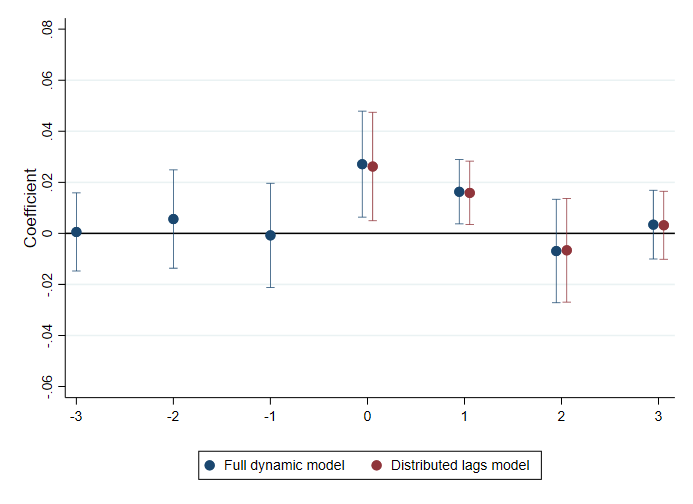 Coefficient
.08
.06
.04
.02
0
-.02
-.04
-.06
-3 -2 -1 0 1 2 3
Full dynamic model Distributed lags model